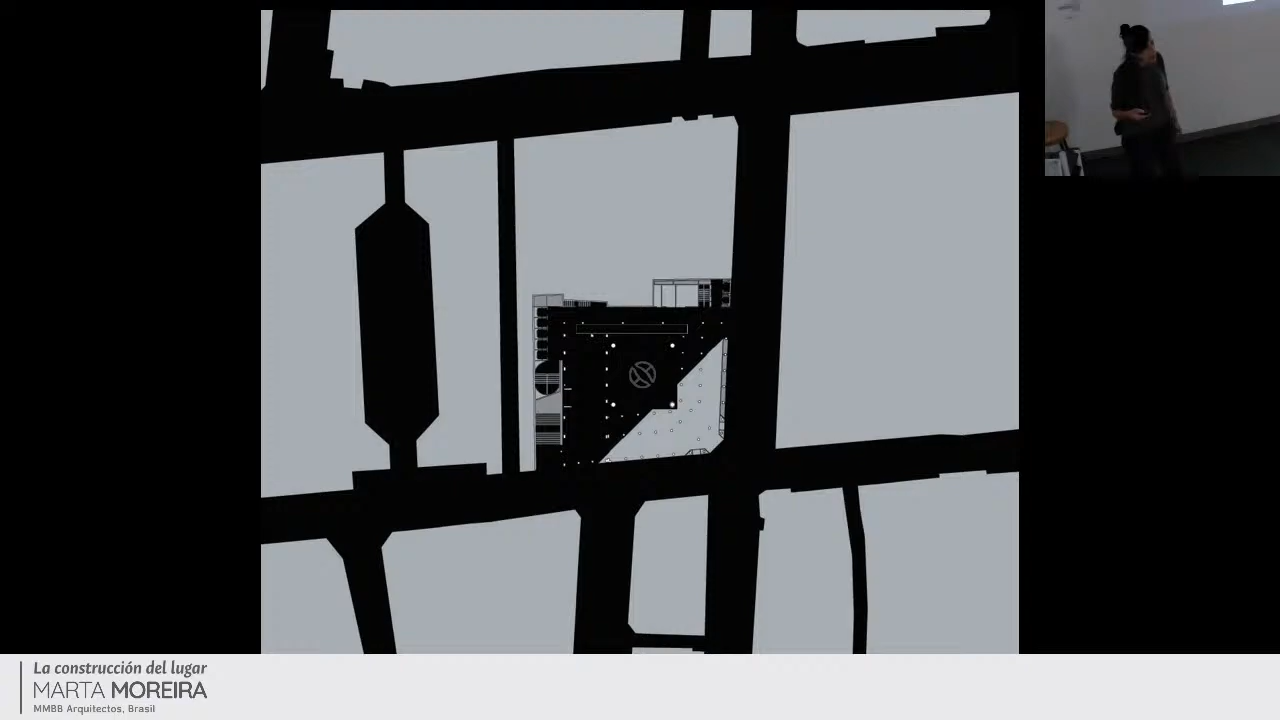 La construcción del lugar
MARTA MOREIRA
MMBB Arquitectos, Brasil